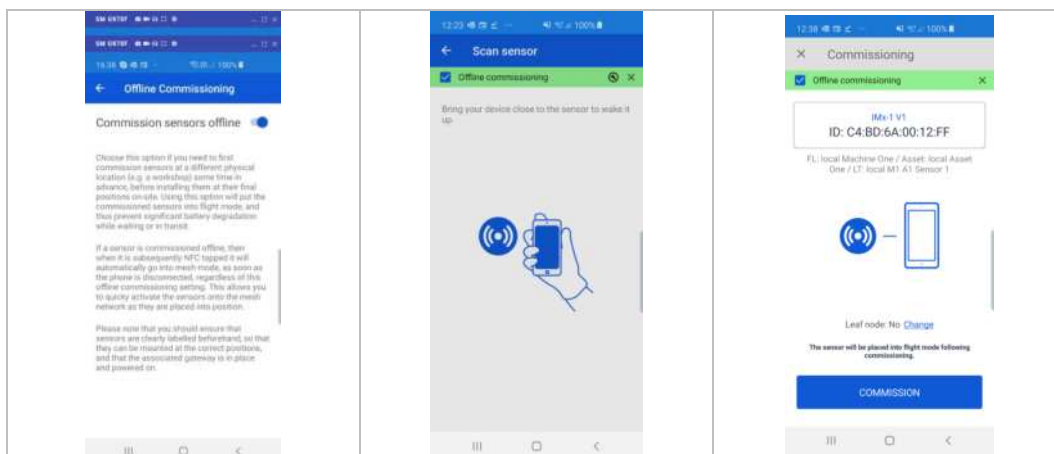 SM
SM
16:38
Offline Commissioning
Commission sensors offline
Choose this option if you need to first
commission sensors at a different physical
location (e.g. a workshop) some time in
advance, before installing them at their final
positions on-site. Using this option will put the
commissioned sensors into flight mode, and
thus prevent significant battery degradation
while waiting or in transit.
If a sensor is commissioned offline, then
when it is subsequently NFC tapped it will
automatically go into mesh mode, as soon as
the phone is disconnected, regardless of this
offline commissioning setting. This allows you
to quickly activate the sensors onto the mesh
network as they are placed into position.
Please note that you should ensure that
sensors are clearly labelled beforehand, so that
they can be mounted at the correct positions,
and that the associated gateway is in place
and powered on.
12:23 100%
Scan sensor
Offline commissioning
Bring your device close to the sensor to wake it
up
12:38 100%
Commissioning
Offline commissioning
IMx-1 V1
ID: C4:BD:6A:00:12:FF
FL: local Machine One / Asset: local Asset
One / LT: local M1 A1 Sensor 1
Leaf node: No Change
The sensor will be placed into flight mode following
commissioning.
COMMISSION